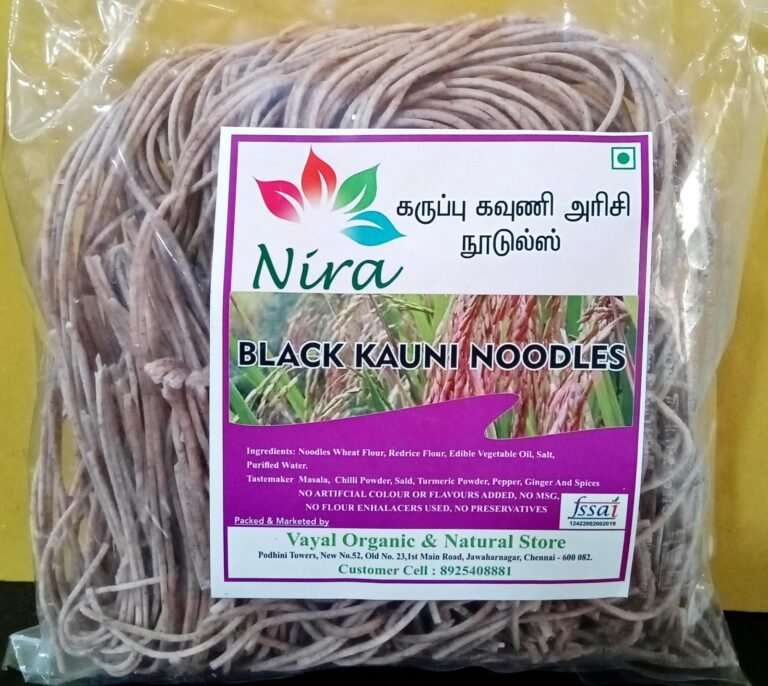 Nira
கருப்பு கவுணி அரிசி
நூடுல்ஸ்
BLACK KAUNI NOODLES
Ingredients: Noodles Wheat Flour, Redrice Flour, Edible Vegetable Oil, Salt,
Purified Water.
Tastemaker Masala, Chilli Powder, Sald, Turmeric Powder, Pepper, Ginger And Spices
NO ARTIFCIAL COLOUR OR FLAVOURS ADDED, NO MSG,
NO FLOUR ENHALACERS USED, NO PRESERVATIVES
fssai
12422002002019
Packed & Marketed by
Vayal Organic & Natural Store
Podhini Towers, New No.52, Old No. 23,1st Main Road, Jawaharnagar, Chennai - 600 082.
Customer Cell : 8925408881